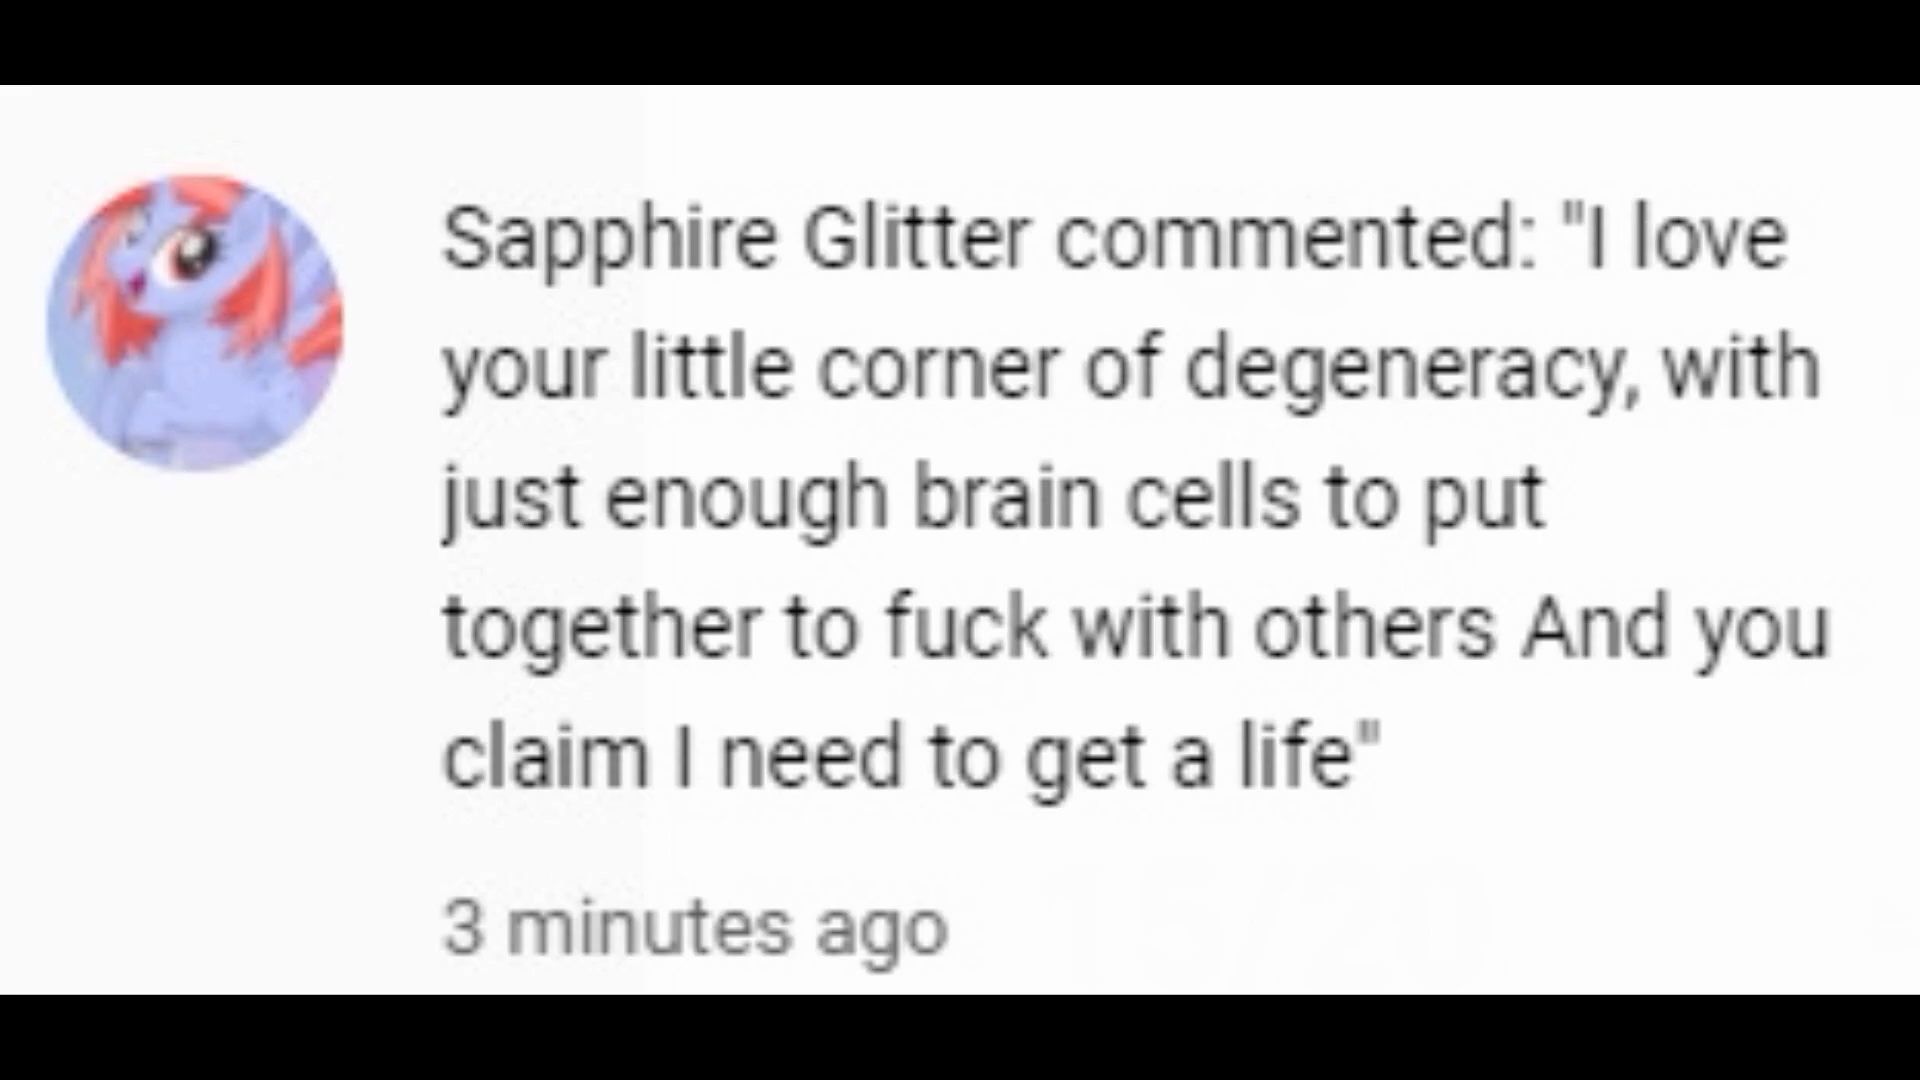 Sapphire Glitter commented: "I love
your little corner of degeneracy, with
just enough brain cells to put
together to fuck with others And you
claim I need to get a life"
3 minutes ago